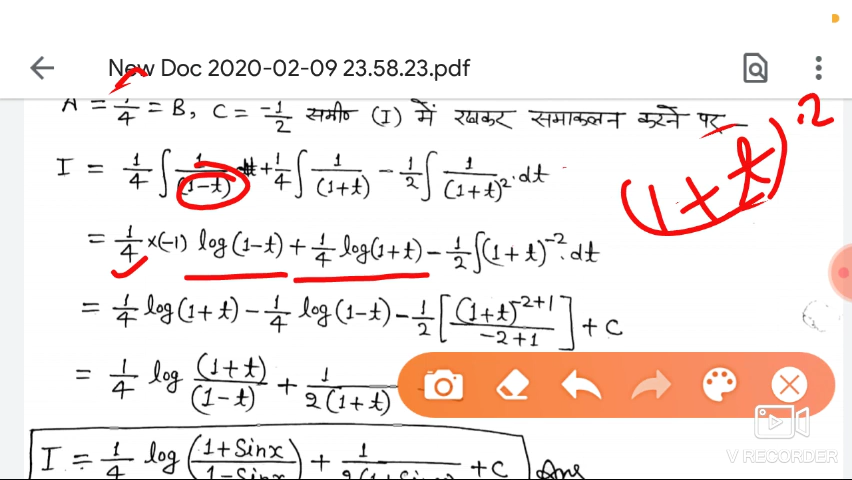 New Doc 2020-02-09 23.58.23.pdf
A = 1/4 = B, C = -1/2 समी० (I) में रखकर समाकलन करने पर
(1+t)·2
I = 1/4 ∫ 1/(1-t) dt + 1/4 ∫ 1/(1+t) - 1/2 ∫ 1/(1+t)²·dt
= 1/4 ×(-1) log(1-t) + 1/4 log(1+t) - 1/2 ∫(1+t)⁻²·dt
= 1/4 log(1+t) - 1/4 log(1-t) - 1/2 [(1+t)⁻²⁺¹/-2+1] + C
= 1/4 log (1+t)/(1-t) + 1/2(1+t)
I = 1/4 log (1+Sinx/1-Sinx) + 1/2(1+Sinx) + C Ans
V RECORDER